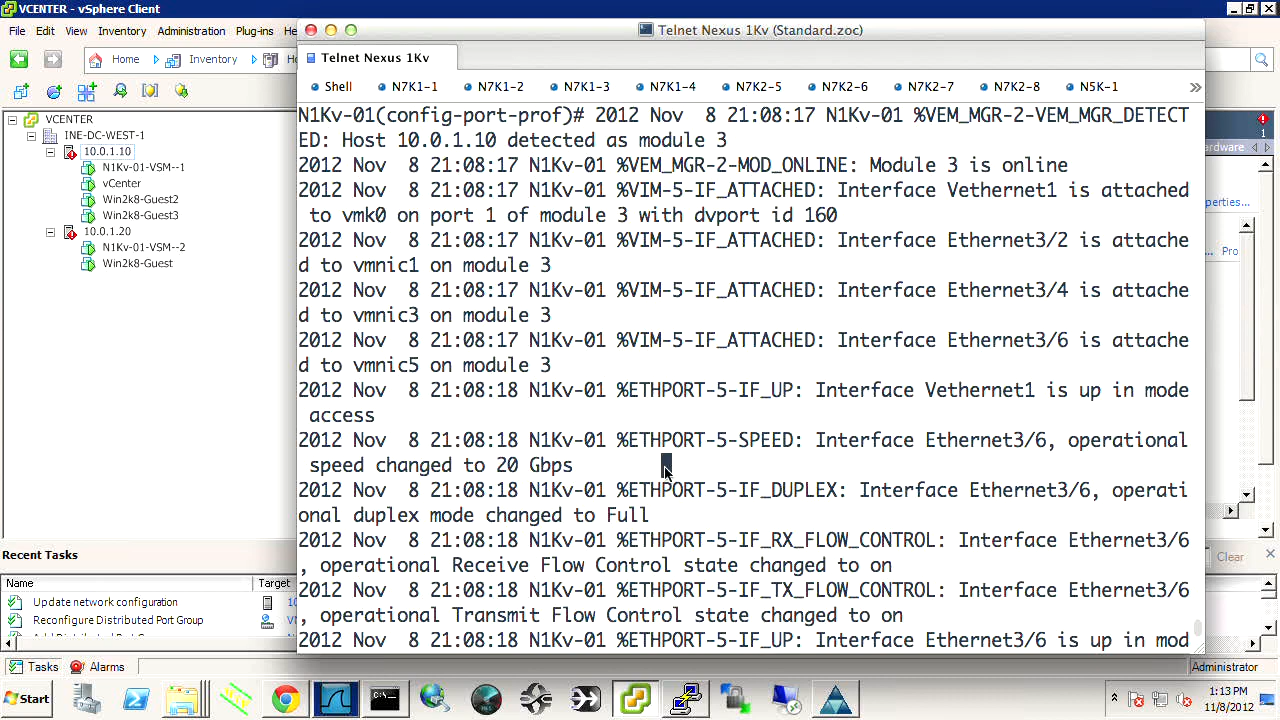 VCENTER - vSphere Client
File Edit View Inventory Administration Plug-ins He
Home Inventory Ho
VCENTER
INE-DC-WEST-1
10.0.1.10
N1Kv-01-VSM--1
vCenter
Win2k8-Guest2
Win2k8-Guest3
10.0.1.20
N1Kv-01-VSM--2
Win2k8-Guest
Telnet Nexus 1Kv (Standard.zoc)
Telnet Nexus 1Kv
Shell N7K1-1 N7K1-2 N7K1-3 N7K1-4 N7K2-5 N7K2-6 N7K2-7 N7K2-8 N5K-1
N1Kv-01(config-port-prof)# 2012 Nov  8 21:08:17 N1Kv-01 %VEM_MGR-2-VEM_MGR_DETECT
ED: Host 10.0.1.10 detected as module 3
2012 Nov  8 21:08:17 N1Kv-01 %VEM_MGR-2-MOD_ONLINE: Module 3 is online
2012 Nov  8 21:08:17 N1Kv-01 %VIM-5-IF_ATTACHED: Interface Vethernet1 is attached
 to vmk0 on port 1 of module 3 with dvport id 160
2012 Nov  8 21:08:17 N1Kv-01 %VIM-5-IF_ATTACHED: Interface Ethernet3/2 is attache
d to vmnic1 on module 3
2012 Nov  8 21:08:17 N1Kv-01 %VIM-5-IF_ATTACHED: Interface Ethernet3/4 is attache
d to vmnic3 on module 3
2012 Nov  8 21:08:17 N1Kv-01 %VIM-5-IF_ATTACHED: Interface Ethernet3/6 is attache
d to vmnic5 on module 3
2012 Nov  8 21:08:18 N1Kv-01 %ETHPORT-5-IF_UP: Interface Vethernet1 is up in mode
 access
2012 Nov  8 21:08:18 N1Kv-01 %ETHPORT-5-SPEED: Interface Ethernet3/6, operational
 speed changed to 20 Gbps
2012 Nov  8 21:08:18 N1Kv-01 %ETHPORT-5-IF_DUPLEX: Interface Ethernet3/6, operati
onal duplex mode changed to Full
2012 Nov  8 21:08:18 N1Kv-01 %ETHPORT-5-IF_RX_FLOW_CONTROL: Interface Ethernet3/6
, operational Receive Flow Control state changed to on
2012 Nov  8 21:08:18 N1Kv-01 %ETHPORT-5-IF_TX_FLOW_CONTROL: Interface Ethernet3/6
, operational Transmit Flow Control state changed to on
2012 Nov  8 21:08:18 N1Kv-01 %ETHPORT-5-IF_UP: Interface Ethernet3/6 is up in mod
1
ardware
perties...
... Pro
Clear
Recent Tasks
Name Target
Update network configuration 10
Reconfigure Distributed Port Group
Tasks Alarms
Administrator
Start
1:13 PM
11/8/2012